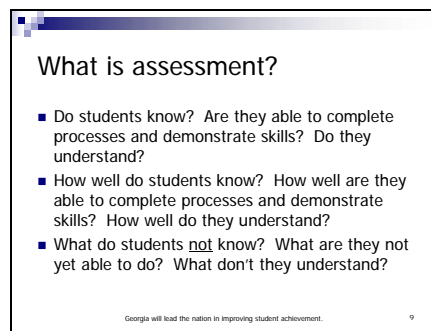 What is assessment?
Do students know? Are they able to complete
processes and demonstrate skills? Do they
understand?
How well do students know? How well are they
able to complete processes and demonstrate
skills? How well do they understand?
What do students not know? What are they not
yet able to do? What don't they understand?
Georgia will lead the nation in improving student achievement. 9